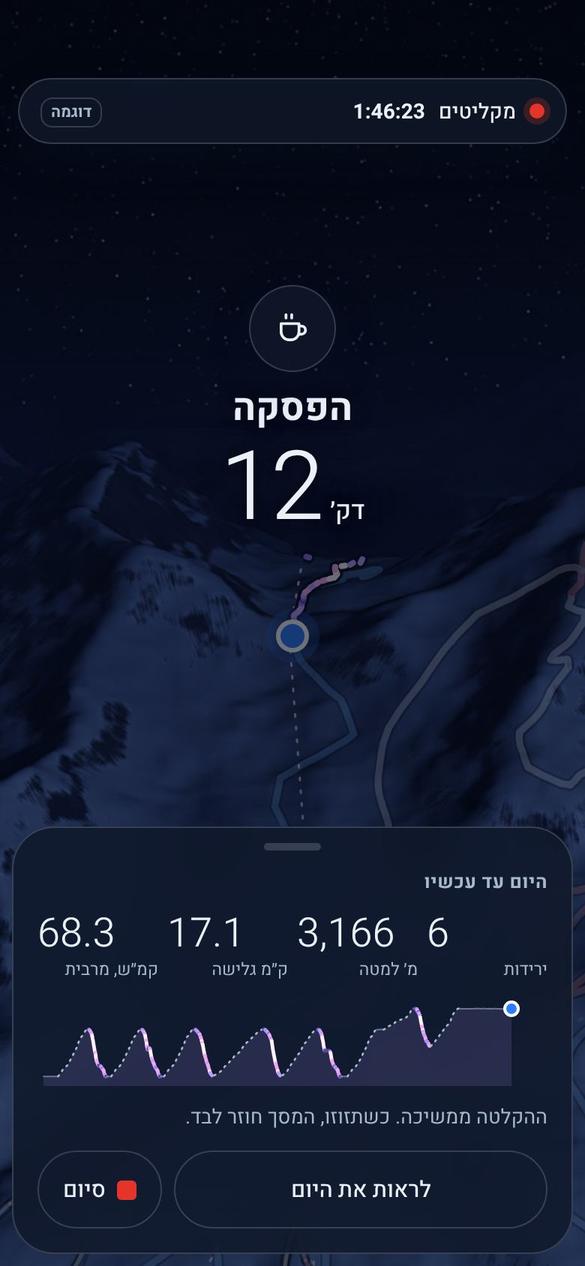 מקליטים 1:46:23 דוגמה
הפסקה
12 דק׳
היום עד עכשיו
6 3,166 17.1 68.3
ירידות מ׳ למטה ק״מ גלישה קמ״ש, מרבית
ההקלטה ממשיכה. כשתזוזו, המסך חוזר לבד.
לראות את היום סיום